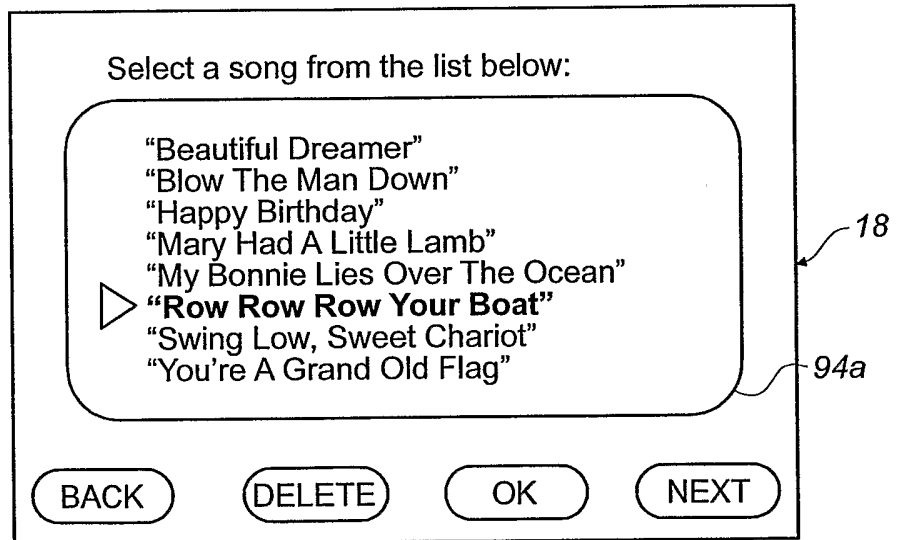 Select a song from the list below:
“Beautiful Dreamer”
“Blow The Man Down”
“Happy Birthday”
“Mary Had A Little Lamb”
“My Bonnie Lies Over The Ocean”
“Row Row Row Your Boat”
“Swing Low, Sweet Chariot”
“You’re A Grand Old Flag”
18
94a
BACK DELETE OK NEXT